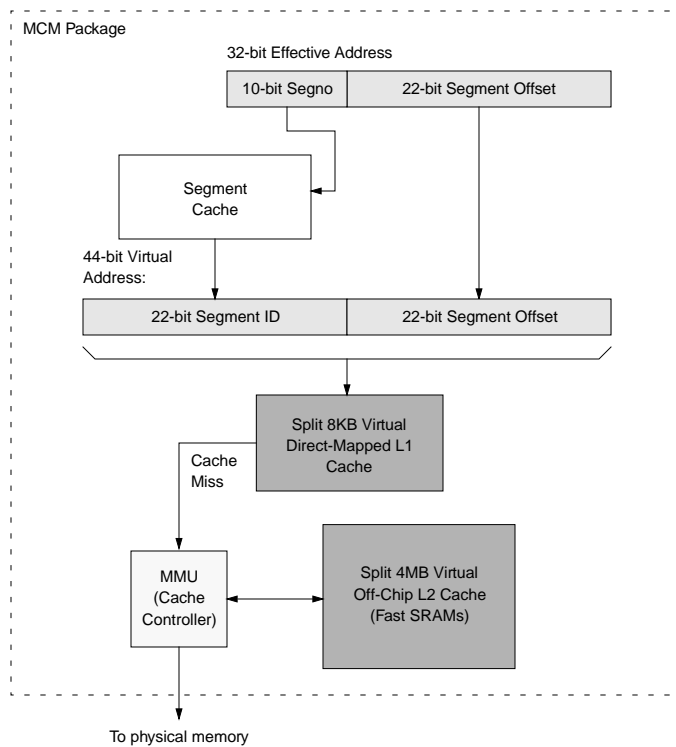 MCM Package
32-bit Effective Address
10-bit Segno
22-bit Segment Offset
Segment
Cache
44-bit Virtual
Address:
22-bit Segment ID
22-bit Segment Offset
Split 8KB Virtual
Direct-Mapped L1
Cache
Cache
Miss
MMU
(Cache
Controller)
Split 4MB Virtual
Off-Chip L2 Cache
(Fast SRAMs)
To physical memory